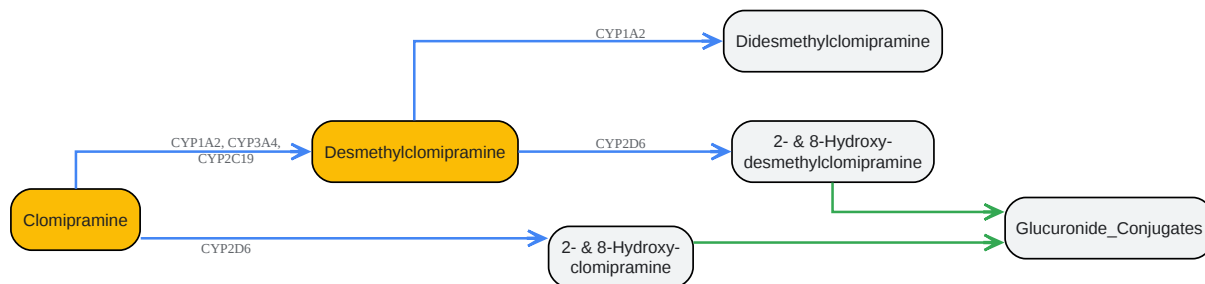 CYP1A2
Didesmethylclomipramine
CYP1A2, CYP3A4,
CYP2C19
Desmethylclomipramine
CYP2D6
2- & 8-Hydroxy-
desmethylclomipramine
Clomipramine
CYP2D6
2- & 8-Hydroxy-
clomipramine
Glucuronide_Conjugates